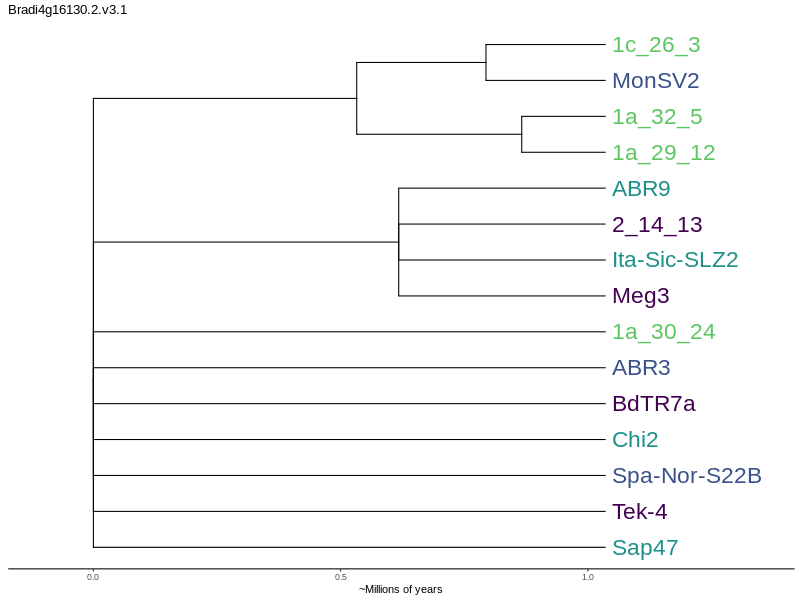 Bradi4g16130.2.v3.1
1c_26_3
MonSV2
1a_32_5
1a_29_12
ABR9
2_14_13
Ita-Sic-SLZ2
Meg3
1a_30_24
ABR3
BdTR7a
Chi2
Spa-Nor-S22B
Tek-4
Sap47
0.0 0.5 1.0
~Millions of years